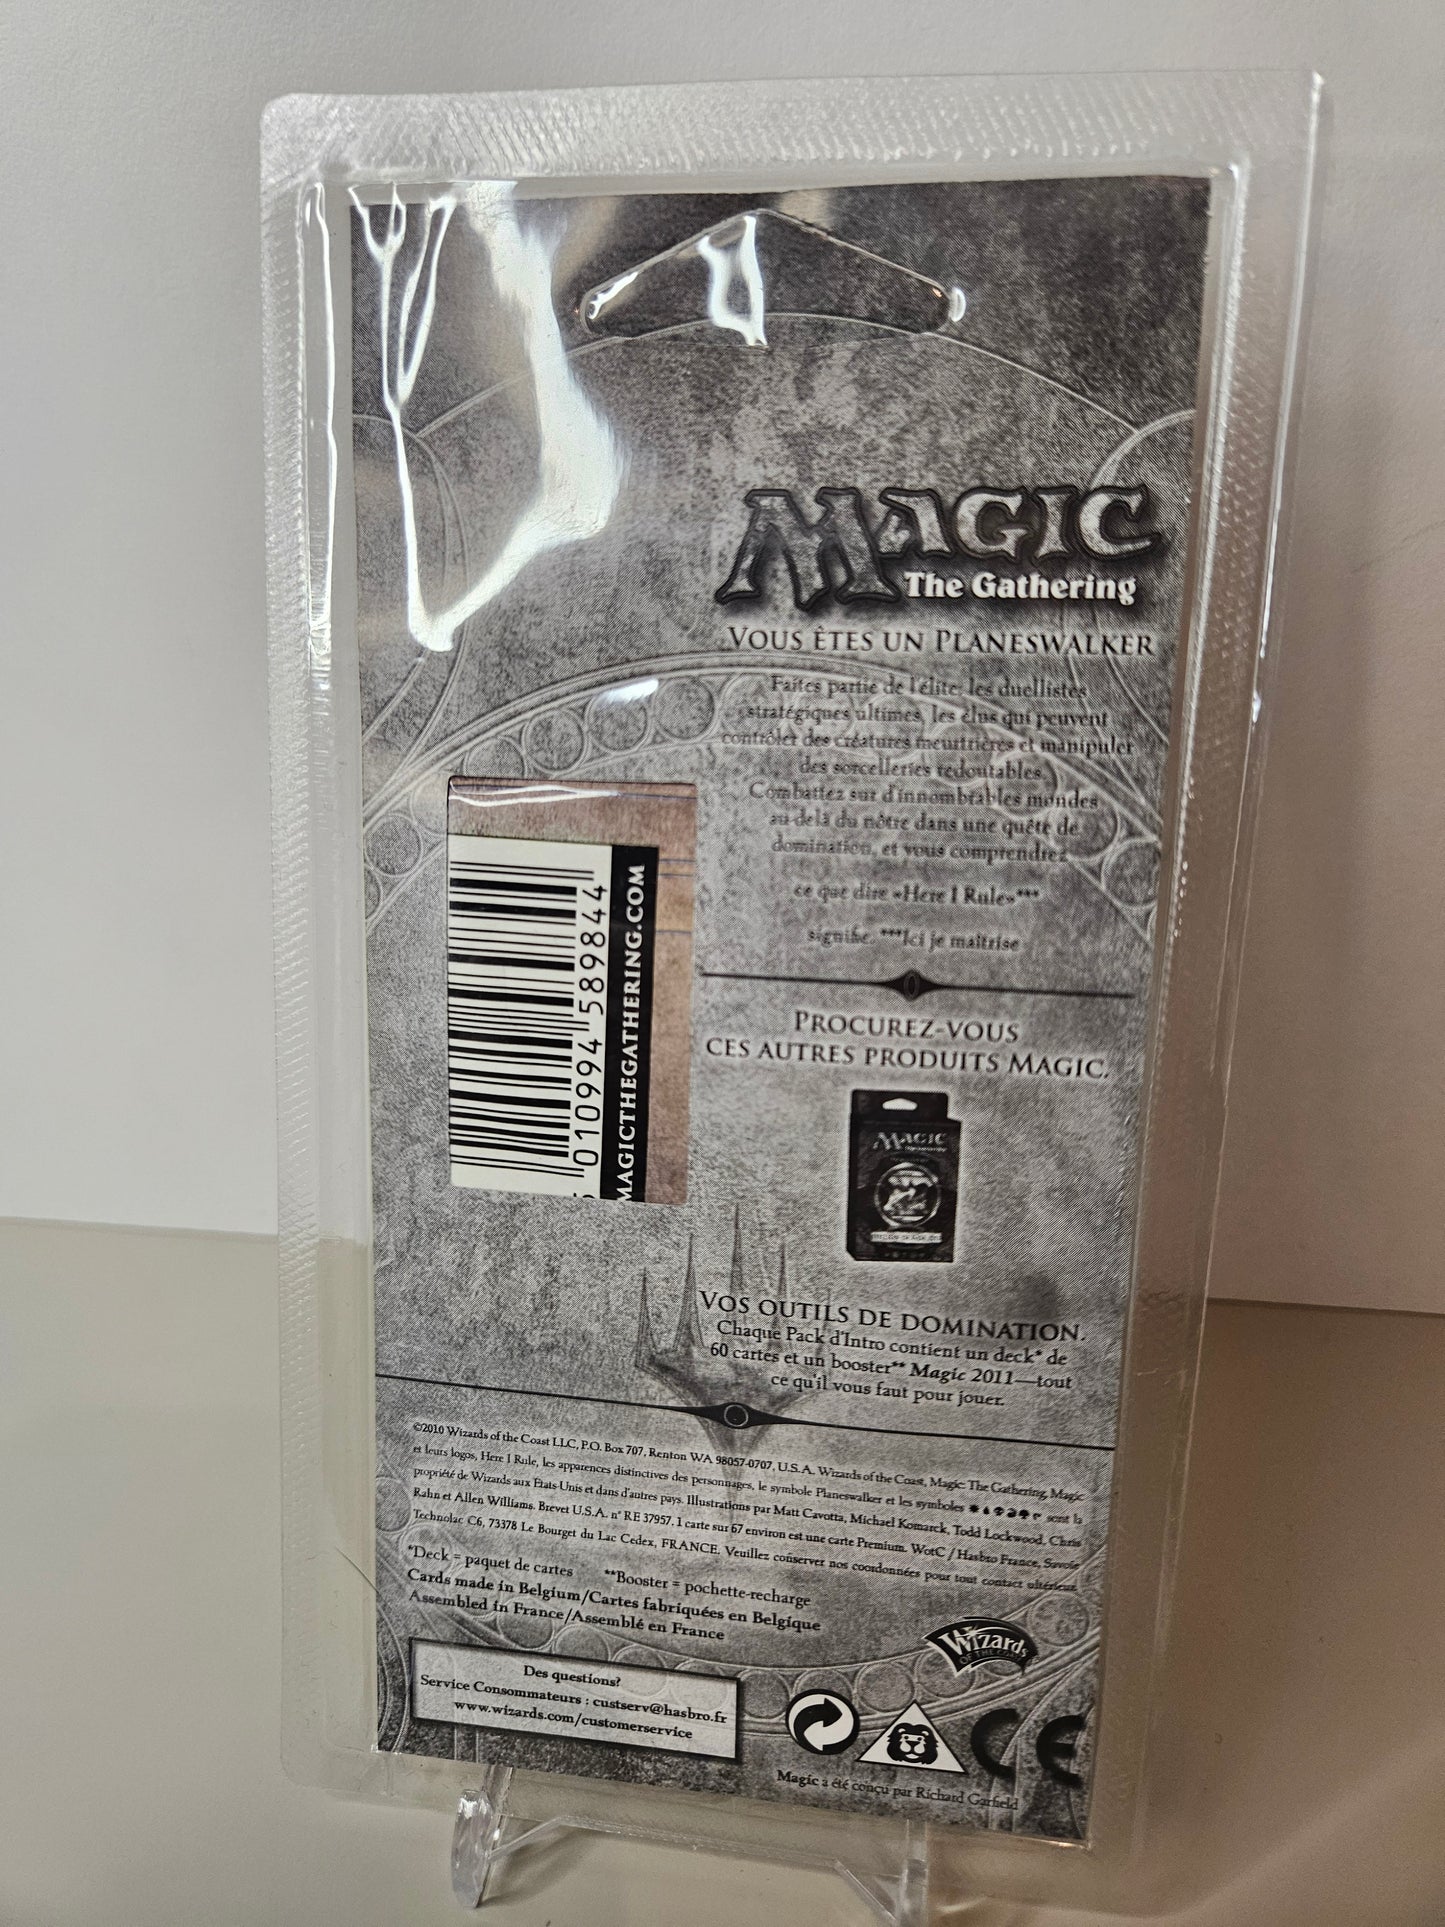 MAGIC
The Gathering
VOUS ÊTES UN PLANESWALKER
Faites partie de l'élite: les duellistes
stratégiques ultimes, les élus qui peuvent
contrôler des créatures meurtrières et manipuler
des sorcelleries redoutables.
Combattez sur d'innombrables mondes
au-delà du nôtre dans une quête de
domination, et vous comprendrez
ce que dire «Here I Rule»***
signifie. ***Ici je maîtrise
010994 589844
MAGICTHEGATHERING.COM
PROCUREZ-VOUS
CES AUTRES PRODUITS MAGIC.
MAGIC
VOS OUTILS DE DOMINATION.
Chaque Pack d'Intro contient un deck* de
60 cartes et un booster** Magic 2011—tout
ce qu'il vous faut pour jouer.
©2010 Wizards of the Coast LLC, P.O. Box 707, Renton WA 98057-0707, U.S.A. Wizards of the Coast, Magic: The Gathering, Magic
et leurs logos, Here I Rule, les apparences distinctives des personnages, le symbole Planeswalker et les symboles sont la
propriété de Wizards aux États-Unis et dans d'autres pays. Illustrations par Matt Cavotta, Michael Komarck, Todd Lockwood, Chris
Rahn et Allen Williams. Brevet U.S.A. n° RE 37957. 1 carte sur 67 environ est une carte Premium. WotC / Hasbro France, Savoie
Technolac C6, 73378 Le Bourget du Lac Cedex, FRANCE. Veuillez conserver nos coordonnées pour tout contact ultérieur.
*Deck = paquet de cartes **Booster = pochette-recharge
Cards made in Belgium/Cartes fabriquées en Belgique
Assembled in France/Assemblé en France
Wizards
OF THE COAST
Des questions?
Service Consommateurs : custserv@hasbro.fr
www.wizards.com/customerservice
CE
Magic a été conçu par Richard Garfield